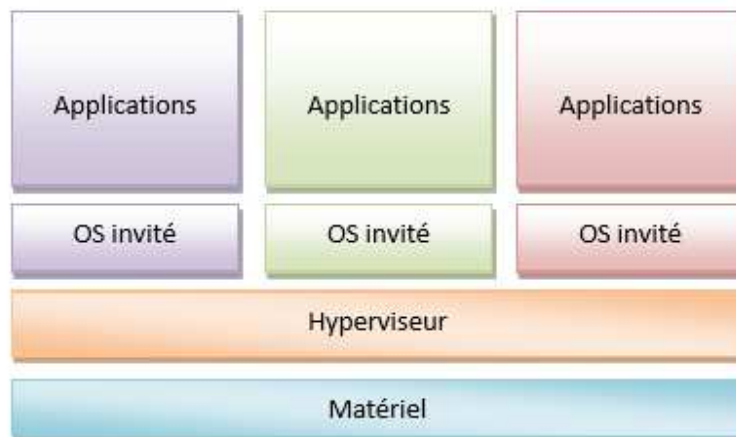 Applications
Applications
Applications
OS invité
OS invité
OS invité
Hyperviseur
Matériel